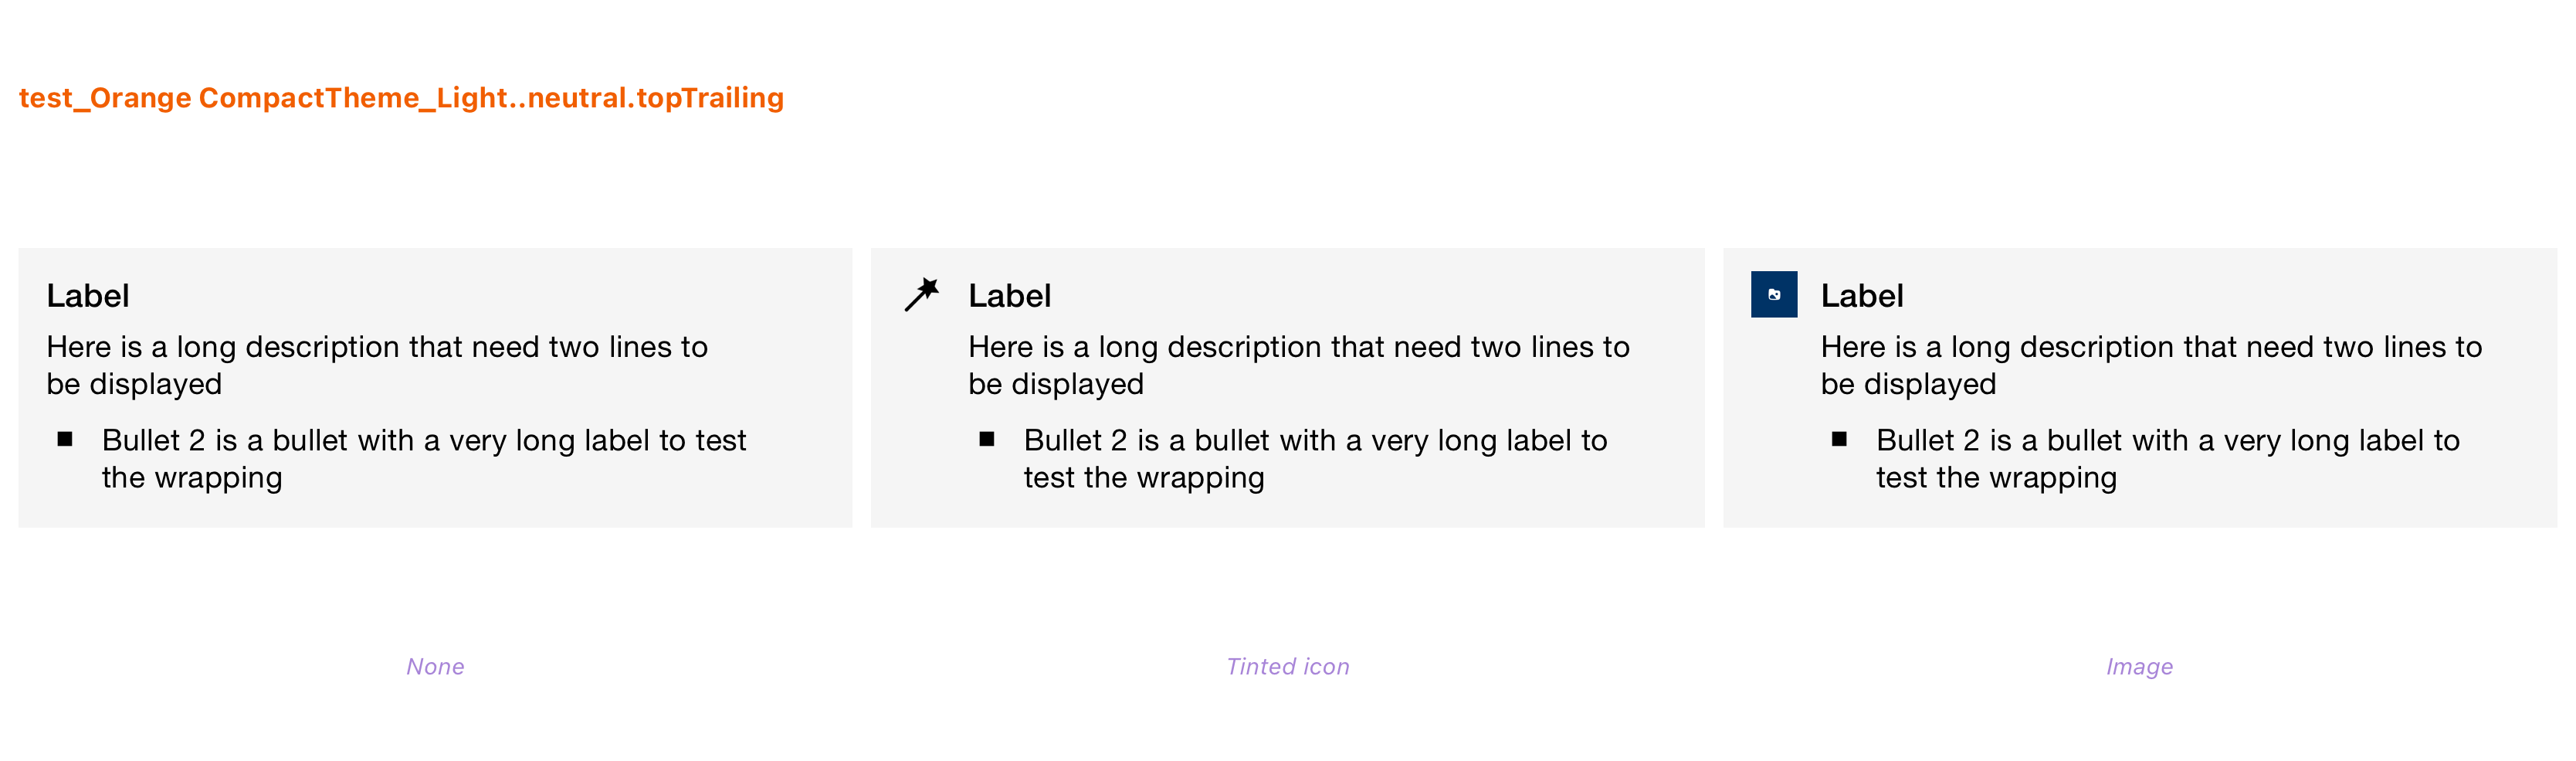 test_Orange CompactTheme_Light..neutral.topTrailing
Label
Here is a long description that need two lines to
be displayed
Bullet 2 is a bullet with a very long label to test
the wrapping
None
Label
Here is a long description that need two lines to
be displayed
Bullet 2 is a bullet with a very long label to
test the wrapping
Tinted icon
Label
Here is a long description that need two lines to
be displayed
Bullet 2 is a bullet with a very long label to
test the wrapping
Image